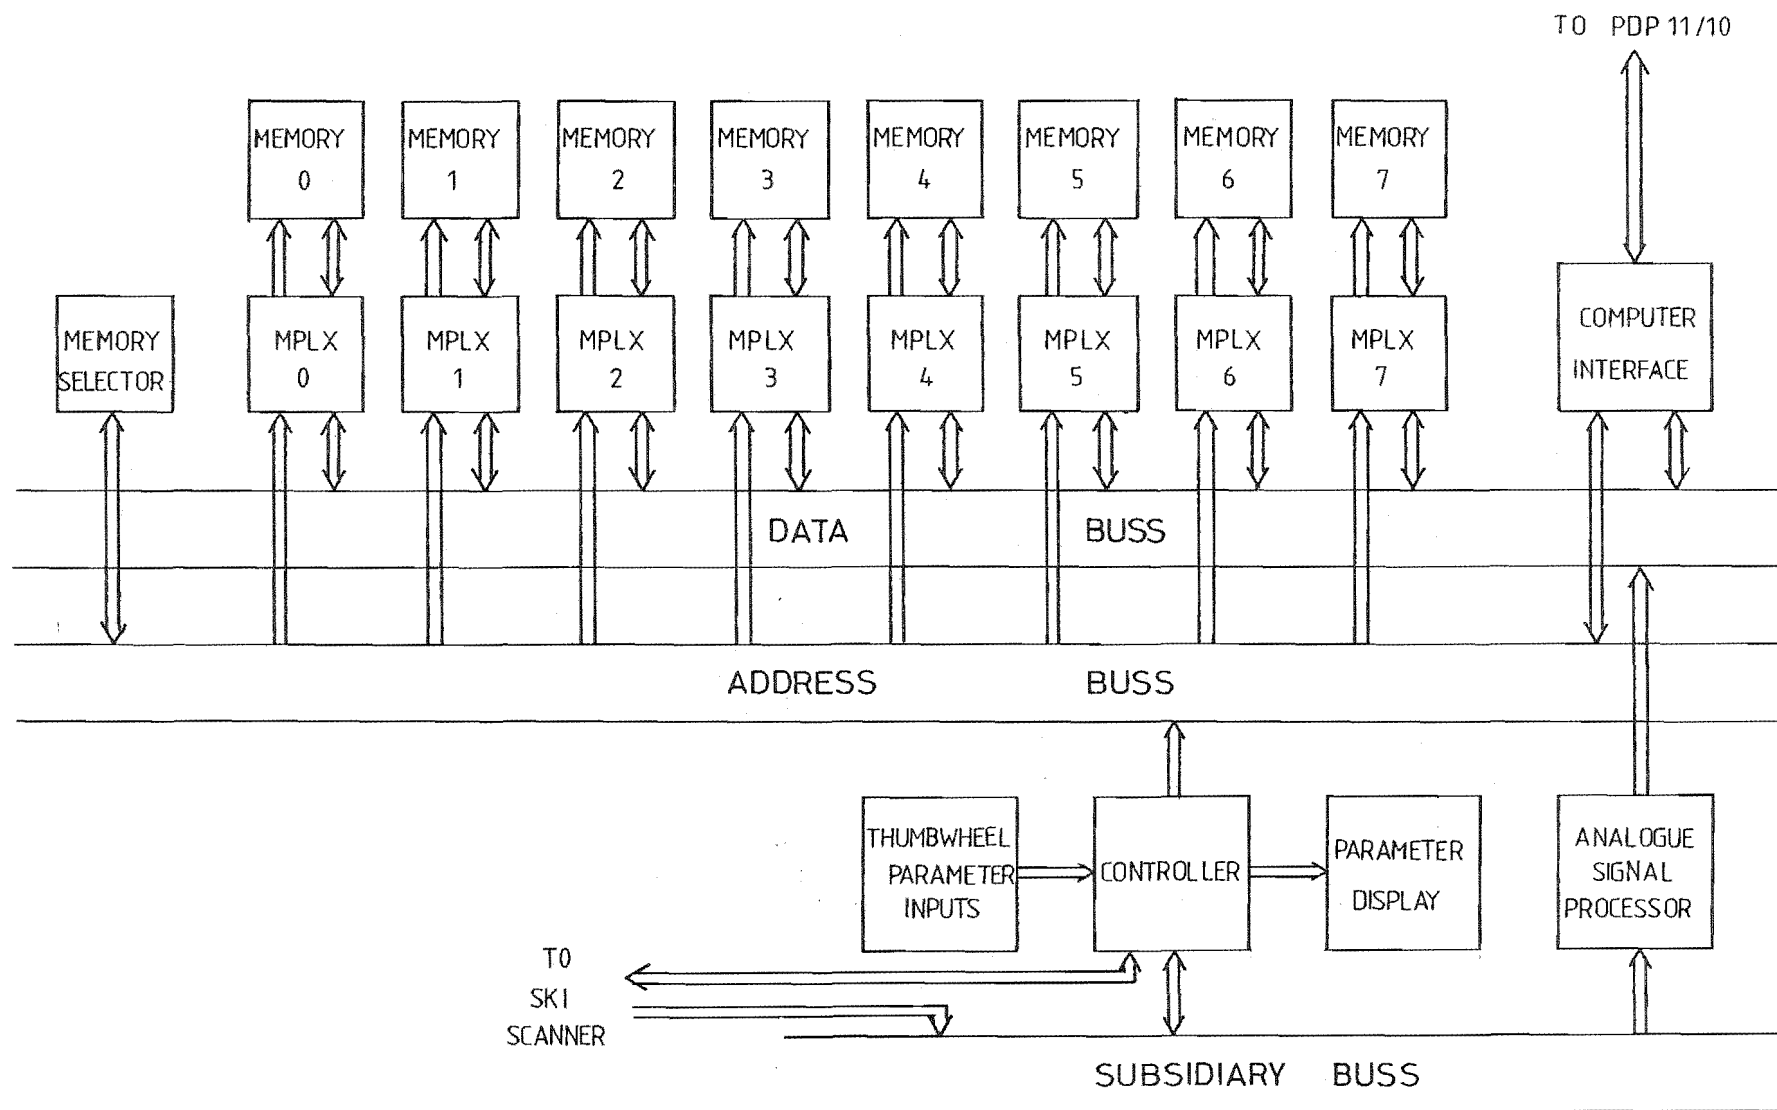 TO PDP 11/10
MEMORY
0
MEMORY
1
MEMORY
2
MEMORY
3
MEMORY
4
MEMORY
5
MEMORY
6
MEMORY
7
MEMORY
SELECTOR
MPLX
0
MPLX
1
MPLX
2
MPLX
3
MPLX
4
MPLX
5
MPLX
6
MPLX
7
COMPUTER
INTERFACE
DATA BUSS
ADDRESS BUSS
THUMBWHEEL
PARAMETER
INPUTS
CONTROLLER
PARAMETER
DISPLAY
ANALOGUE
SIGNAL
PROCESSOR
TO
SKI
SCANNER
SUBSIDIARY BUSS